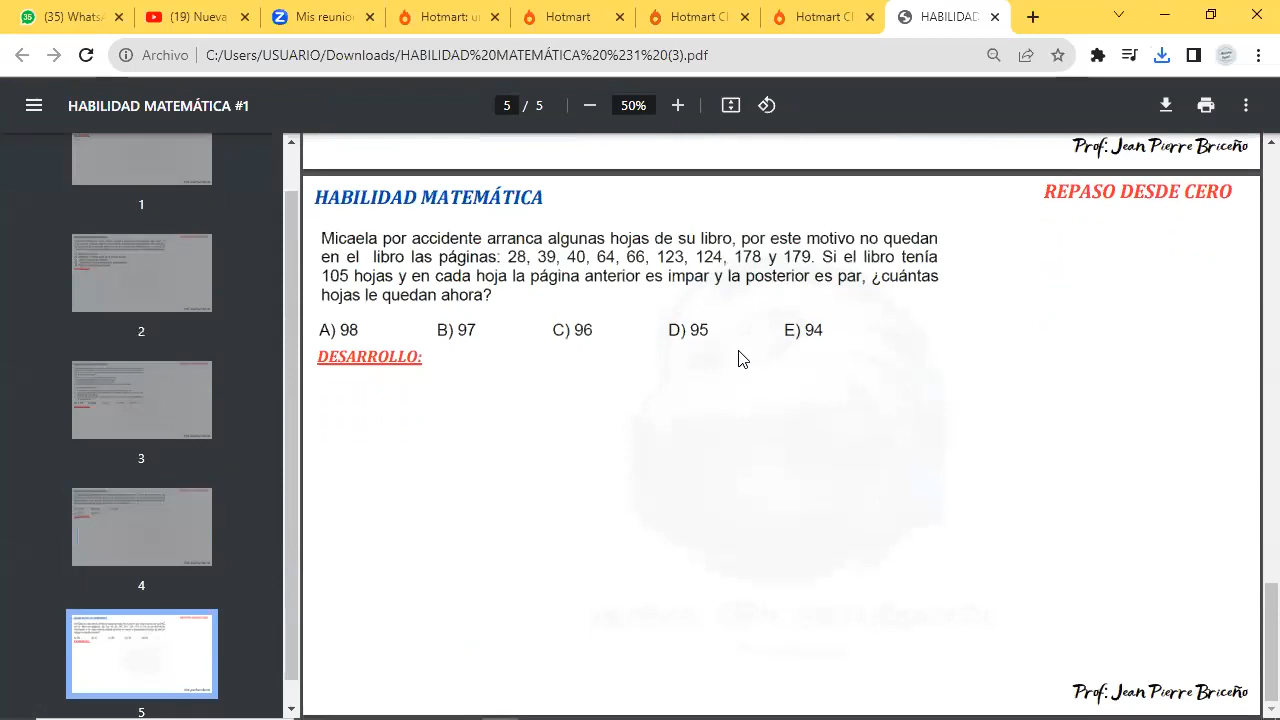 (35) WhatsA
(19) Nueva
Mis reunio
Hotmart ur
Hotmart
Hotmart Cl
Hotmart Cl
HABILIDAD
Archivo
C:/Users/USUARIO/Downloads/HABILIDAD%20MATEMÁTICA%20%231%20(3).pdf
HABILIDAD MATEMÁTICA #1
5 / 5
50%
1
2
3
4
5
Prof: Jean Pierre Briceño
HABILIDAD MATEMÁTICA
REPASO DESDE CERO
Micaela por accidente arranca algunas hojas de su libro, por este motivo no quedan
en el libro las páginas: 25, 39, 40, 64, 66, 123, 124, 178 y 179. Si el libro tenía
105 hojas y en cada hoja la página anterior es impar y la posterior es par, ¿cuántas
hojas le quedan ahora?
A) 98 B) 97 C) 96 D) 95 E) 94
DESARROLLO:
Prof: Jean Pierre Briceño